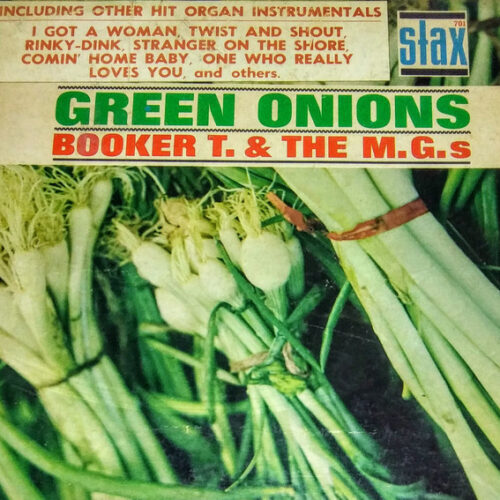 INCLUDING OTHER HIT ORGAN INSTRUMENTALS
I GOT A WOMAN, TWIST AND SHOUT,
RINKY-DINK, STRANGER ON THE SHORE,
COMIN' HOME BABY, ONE WHO REALLY
LOVES YOU, and others.
701
stax
GREEN ONIONS
BOOKER T. & THE M.G.s